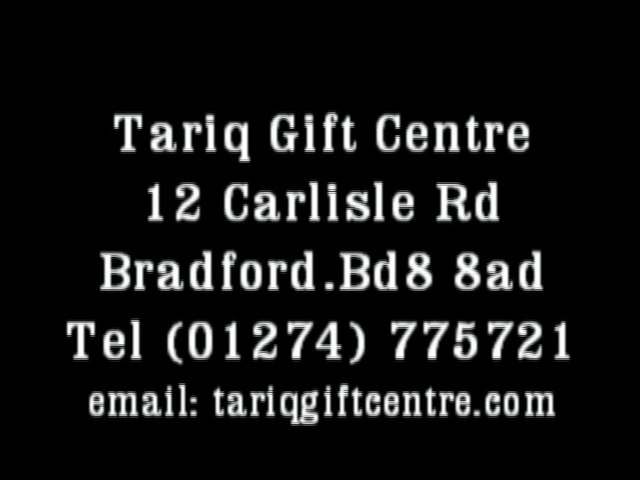 Tariq Gift Centre
12 Carlisle Rd
Bradford.Bd8 8ad
Tel (01274) 775721
email: tariqgiftcentre.com